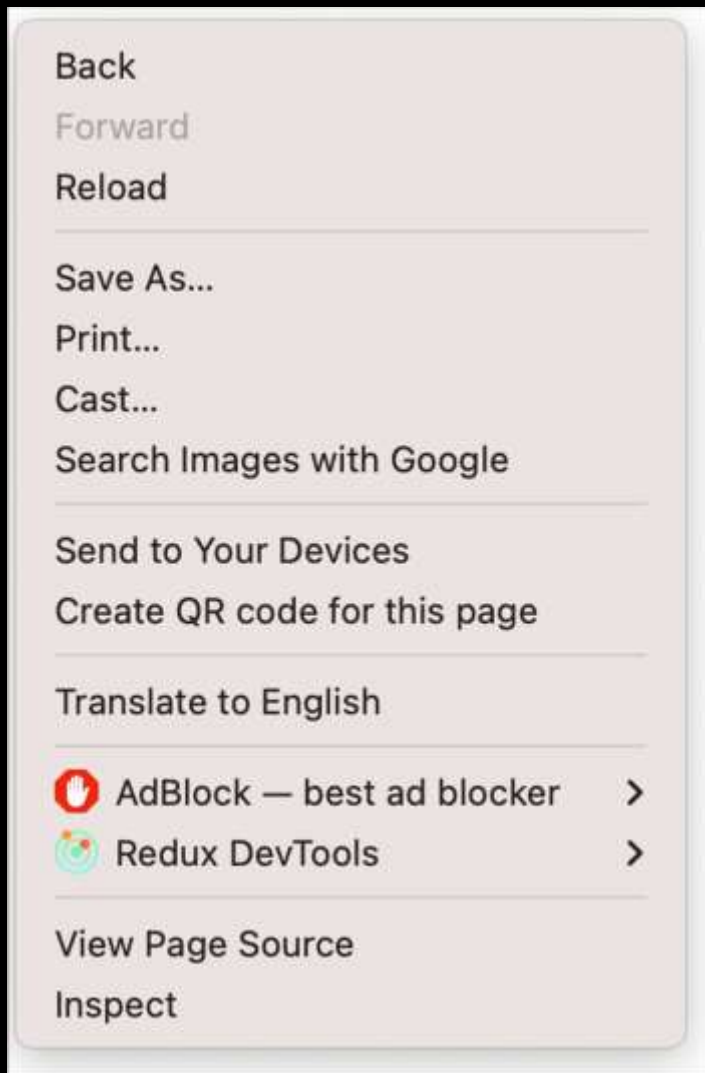 Back
Forward
Reload
Save As...
Print...
Cast...
Search Images with Google
Send to Your Devices
Create QR code for this page
Translate to English
AdBlock — best ad blocker
Redux DevTools
View Page Source
Inspect